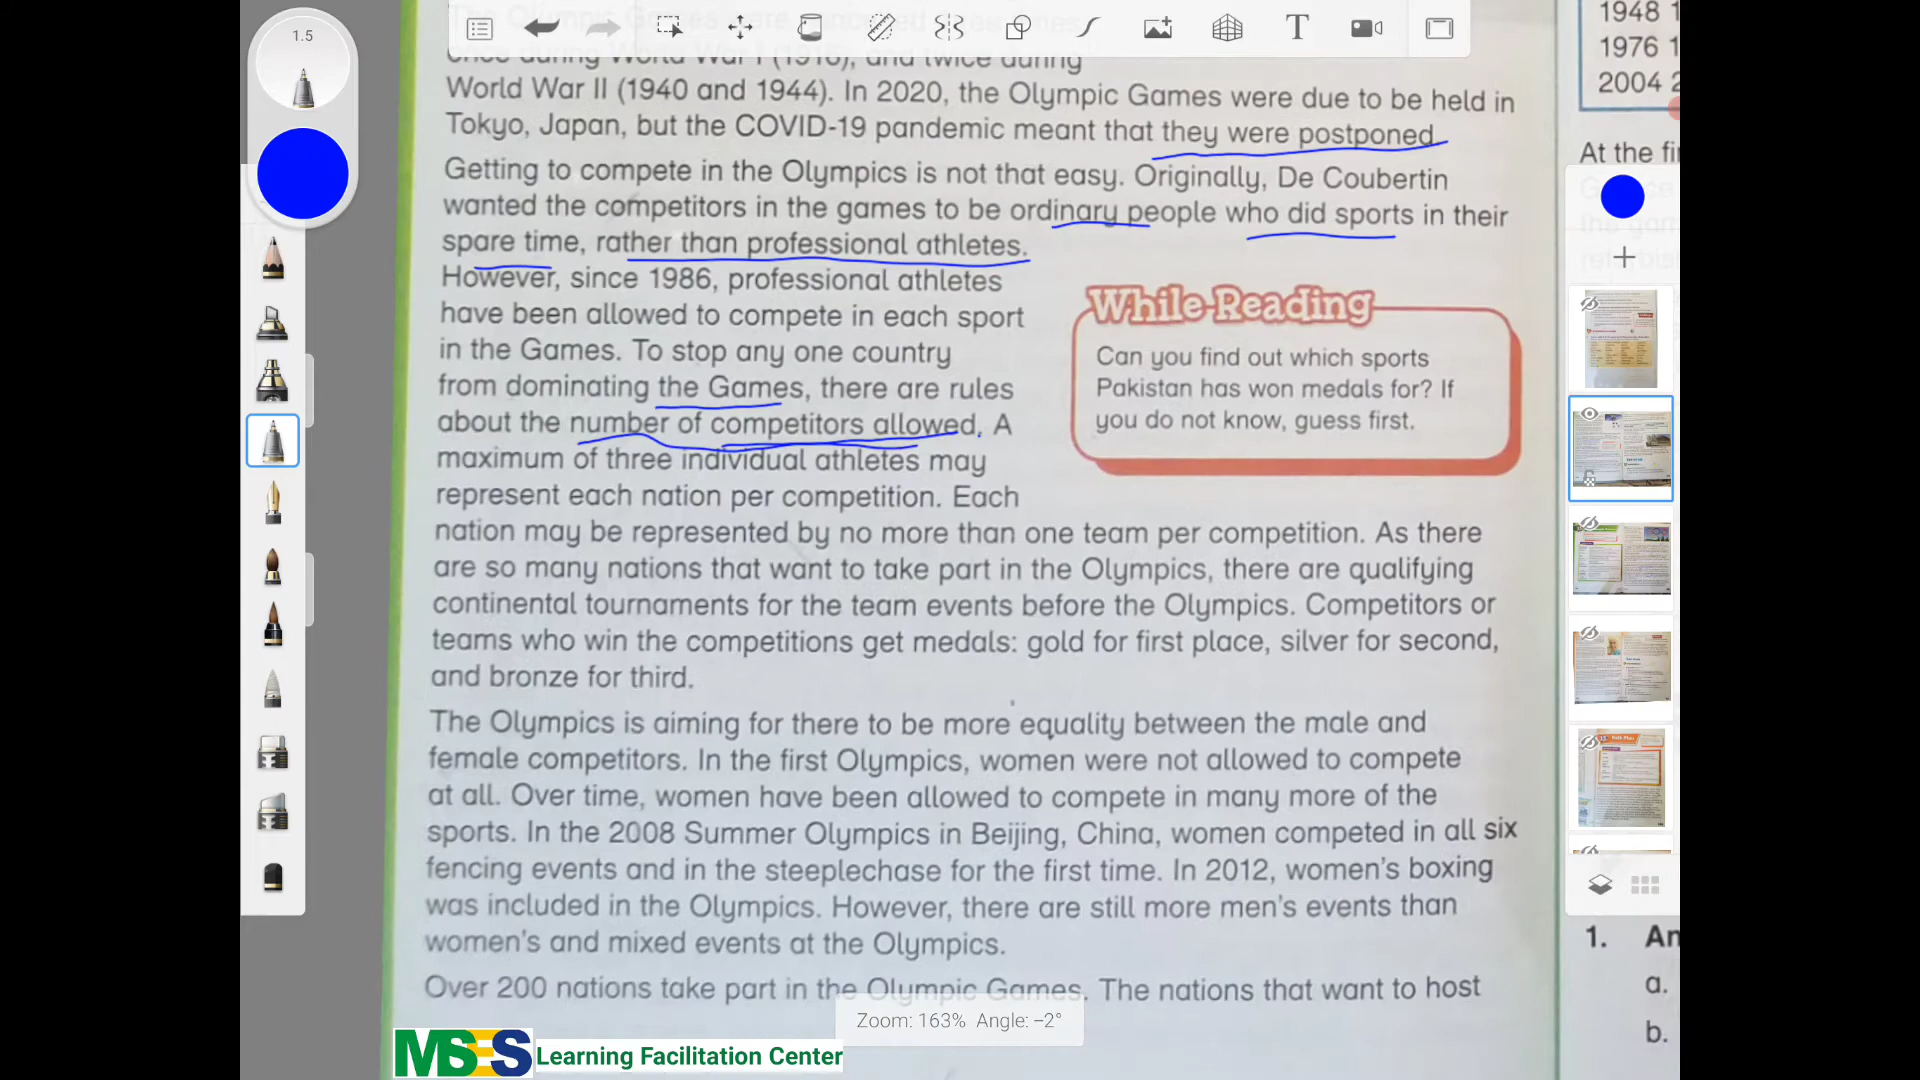 1.5
1948 1
1976 1
2004 2
once during World War I (1916), and twice during
World War II (1940 and 1944). In 2020, the Olympic Games were due to be held in
Tokyo, Japan, but the COVID-19 pandemic meant that they were postponed.
Getting to compete in the Olympics is not that easy. Originally, De Coubertin
wanted the competitors in the games to be ordinary people who did sports in their
spare time, rather than professional athletes.
However, since 1986, professional athletes
have been allowed to compete in each sport
in the Games. To stop any one country
from dominating the Games, there are rules
about the number of competitors allowed. A
maximum of three individual athletes may
represent each nation per competition. Each
nation may be represented by no more than one team per competition. As there
are so many nations that want to take part in the Olympics, there are qualifying
continental tournaments for the team events before the Olympics. Competitors or
teams who win the competitions get medals: gold for first place, silver for second,
and bronze for third.
While Reading
Can you find out which sports
Pakistan has won medals for? If
you do not know, guess first.
The Olympics is aiming for there to be more equality between the male and
female competitors. In the first Olympics, women were not allowed to compete
at all. Over time, women have been allowed to compete in many more of the
sports. In the 2008 Summer Olympics in Beijing, China, women competed in all six
fencing events and in the steeplechase for the first time. In 2012, women's boxing
was included in the Olympics. However, there are still more men's events than
women's and mixed events at the Olympics.
Over 200 nations take part in the Olympic Games. The nations that want to host
At the fi
1. An
a.
b.
Zoom: 163% Angle: –2°
MSES Learning Facilitation Center